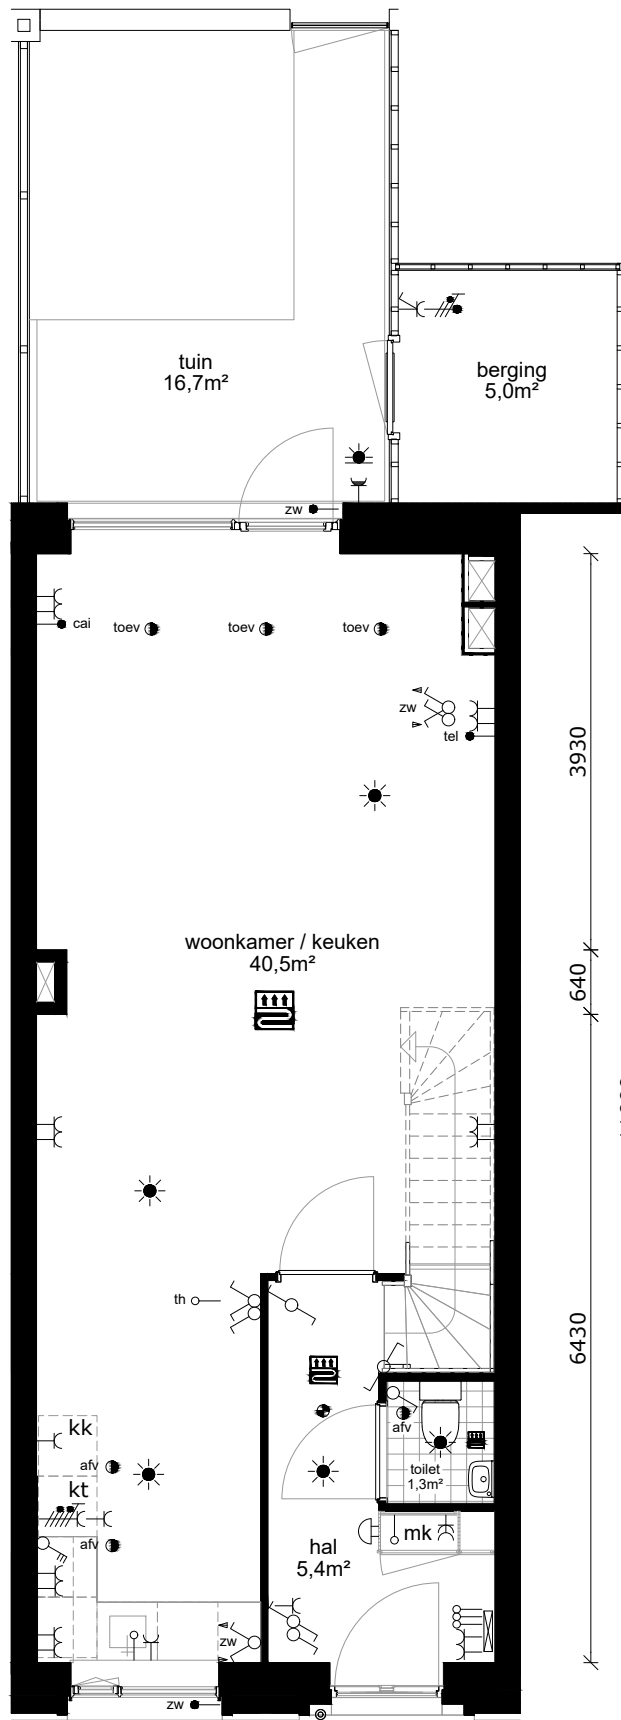 tuin
16,7m²
berging
5,0m²
zw
cai
toev
toev
toev
zw
tel
3930
woonkamer / keuken
40,5m²
640
th
6430
kk
afv
afv
kt
toilet
1,3m²
afv
mk
hal
5,4m²
zw
zw